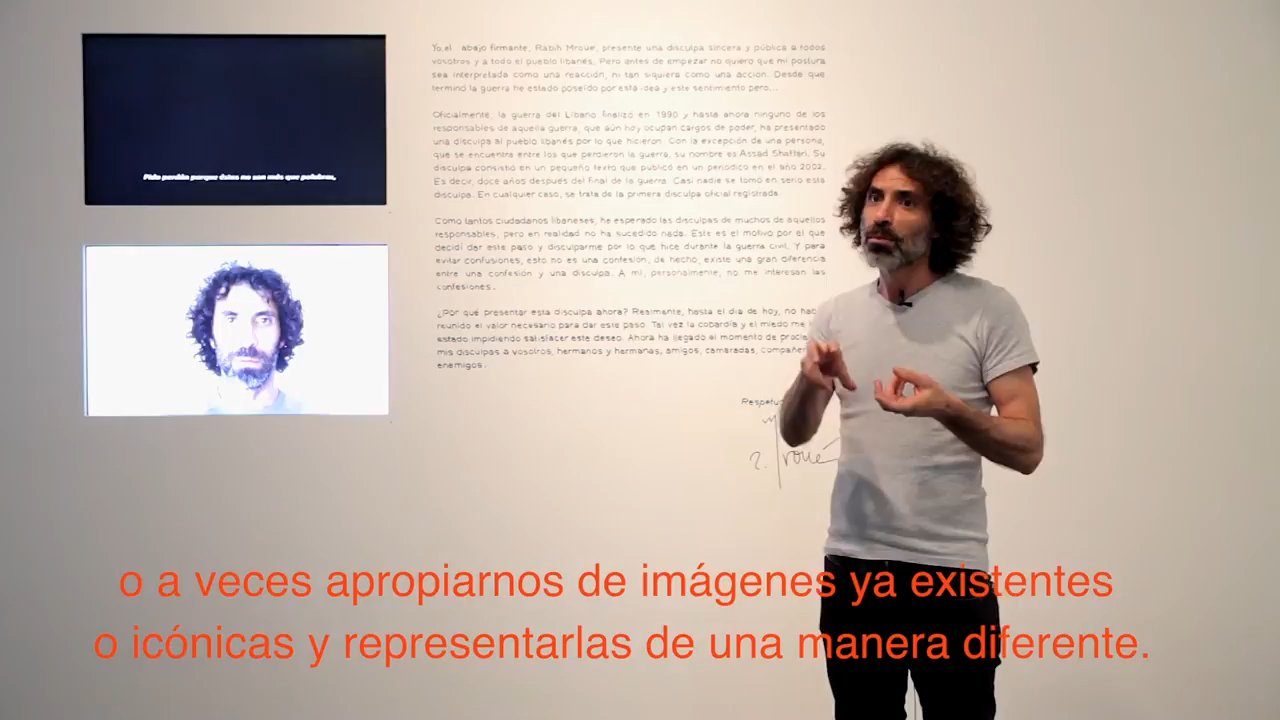 Pido perdón porque éstas no son más que palabras,
Yo,el abajo firmante, Rabih Mroue, presente una disculpa sincera y pública a todos
vosotros y a todo el pueblo libanés. Pero antes de empezar no quiero que mi postura
sea interpretada como una reacción, ni tan siquiera como una acción. Desde que
terminó la guerra he estado poseído por esta idea y este sentimiento pero...
Oficialmente, la guerra del Líbano finalizó en 1990 y hasta ahora ninguno de los
responsables de aquella guerra, que aún hoy ocupan cargos de poder, ha presentado
una disculpa al pueblo libanés por lo que hicieron. Con la excepción de una persona,
que se encuentra entre los que perdieron la guerra, su nombre es Assad Shaftari. Su
disculpa consistió en un pequeño texto que publicó en un periódico en el año 2002.
Es decir, doce años después del final de la guerra. Casi nadie se tomó en serio esta
disculpa. En cualquier caso, se trata de la primera disculpa oficial registrada.
Como tantos ciudadanos libaneses, he esperado las disculpas de muchos de aquellos
responsables, pero en realidad no ha sucedido nada. Este es el motivo por el que
decidí dar este paso y disculparme por lo que hice durante la guerra civil. Y para
evitar confusiones, esto no es una confesión, de hecho, existe una gran diferencia
entre una confesión y una disculpa. A mí, personalmente, no me interesan las
confesiones.
¿Por qué presentar esta disculpa ahora? Realmente, hasta el día de hoy, no hab
reunido el valor necesario para dar este paso. Tal vez la cobardía y el miedo me
estado impidiendo satisfacer este deseo. Ahora ha llegado el momento de procla
mis disculpas a vosotros, hermanos y hermanas, amigos, camaradas, compañer
enemigos.
Respetu
R. Mroué
o a veces apropiarnos de imágenes ya existentes
o icónicas y representarlas de una manera diferente.